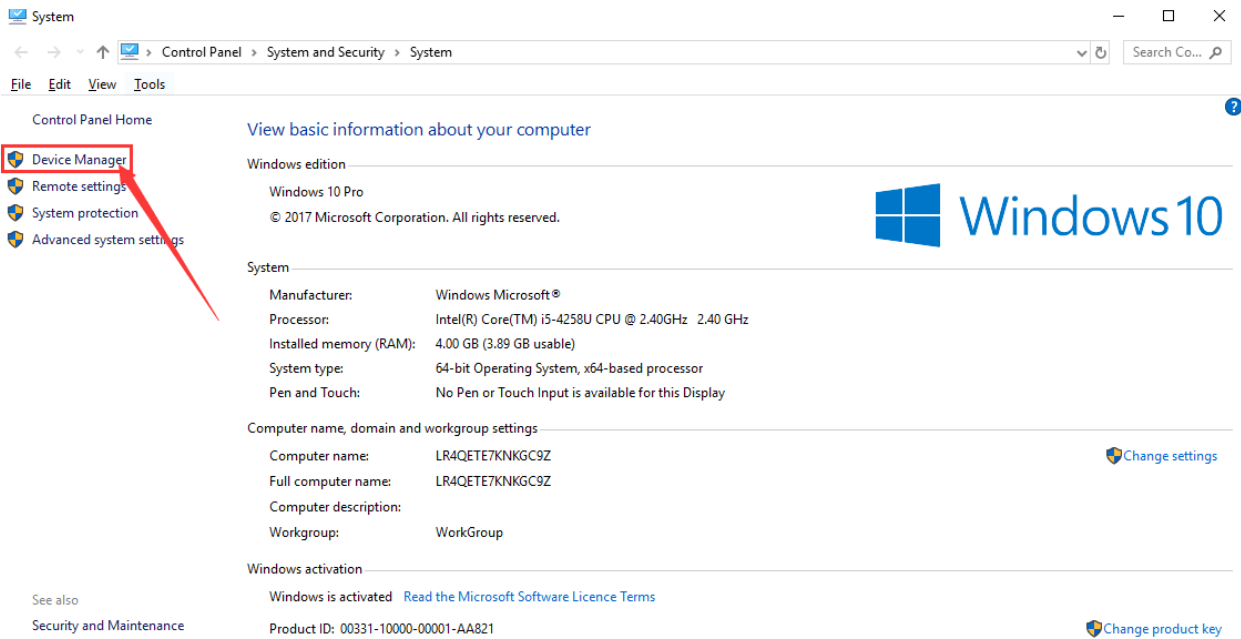 System
Control Panel > System and Security > System
Search Co...
File Edit View Tools
Control Panel Home
Device Manager
Remote settings
System protection
Advanced system settings
?
View basic information about your computer
Windows edition
Windows 10 Pro
© 2017 Microsoft Corporation. All rights reserved.
Windows 10
System
Manufacturer: Windows Microsoft®
Processor: Intel(R) Core(TM) i5-4258U CPU @ 2.40GHz 2.40 GHz
Installed memory (RAM): 4.00 GB (3.89 GB usable)
System type: 64-bit Operating System, x64-based processor
Pen and Touch: No Pen or Touch Input is available for this Display
Computer name, domain and workgroup settings
Computer name: LR4QETE7KNKGC9Z
Change settings
Full computer name: LR4QETE7KNKGC9Z
Computer description:
Workgroup: WorkGroup
Windows activation
Windows is activated Read the Microsoft Software Licence Terms
Product ID: 00331-10000-00001-AA821
Change product key
See also
Security and Maintenance